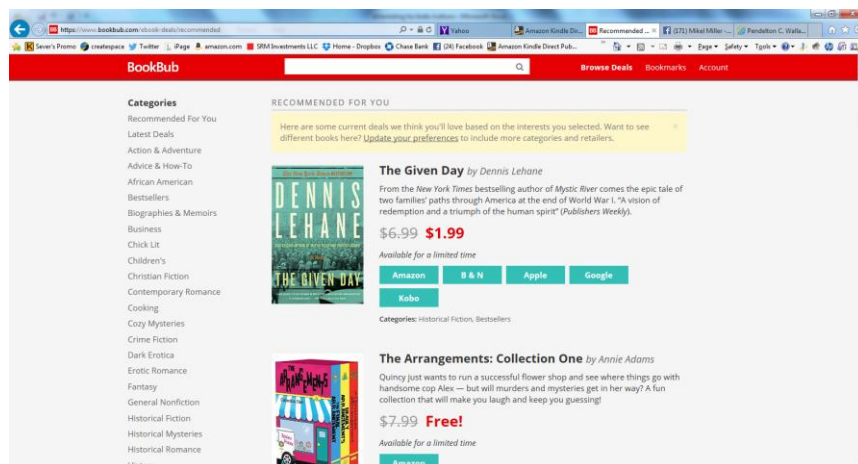 https://www.bookbub.com/ebook-deals/recommended
Yahoo
Amazon Kindle Dir...
Recommended ...
(171) Mikel Miller -...
Pendelton C. Walla...
Sever's Promo
createspace
Twitter
iPage
amazon.com
SRM Investments LLC
Home - Dropbox
Chase Bank
(24) Facebook
Amazon Kindle Direct Pub...
Page
Safety
Tools
BookBub
Browse Deals
Bookmarks
Account
Categories
Recommended For You
Latest Deals
Action & Adventure
Advice & How-To
African American
Bestsellers
Biographies & Memoirs
Business
Chick Lit
Children's
Christian Fiction
Contemporary Romance
Cooking
Cozy Mysteries
Crime Fiction
Dark Erotica
Erotic Romance
Fantasy
General Nonfiction
Historical Fiction
Historical Mysteries
Historical Romance
RECOMMENDED FOR YOU
Here are some current deals we think you'll love based on the interests you selected. Want to see
different books here? Update your preferences to include more categories and retailers.
DENNIS
LEHANE
THE GIVEN DAY
The Given Day by Dennis Lehane
From the New York Times bestselling author of Mystic River comes the epic tale of
two families' paths through America at the end of World War I. "A vision of
redemption and a triumph of the human spirit" (Publishers Weekly).
$6.99 $1.99
Available for a limited time
Amazon
B & N
Apple
Google
Kobo
Categories: Historical Fiction, Bestsellers
ARRANGEMENTS
The Arrangements: Collection One by Annie Adams
Quincy just wants to run a successful flower shop and see where things go with
handsome cop Alex — but will murders and mysteries get in her way? A fun
collection that will make you laugh and keep you guessing!
$7.99 Free!
Available for a limited time
Amazon